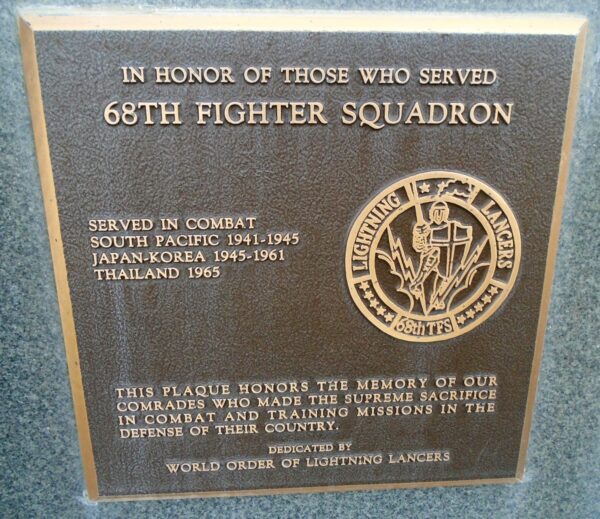 IN HONOR OF THOSE WHO SERVED
68TH FIGHTER SQUADRON
SERVED IN COMBAT
SOUTH PACIFIC 1941-1945
JAPAN-KOREA 1945-1961
THAILAND 1965
LIGHTNING LANCERS
68th TFS
THIS PLAQUE HONORS THE MEMORY OF OUR
COMRADES WHO MADE THE SUPREME SACRIFICE
IN COMBAT AND TRAINING MISSIONS IN THE
DEFENSE OF THEIR COUNTRY.
DEDICATED BY
WORLD ORDER OF LIGHTNING LANCERS